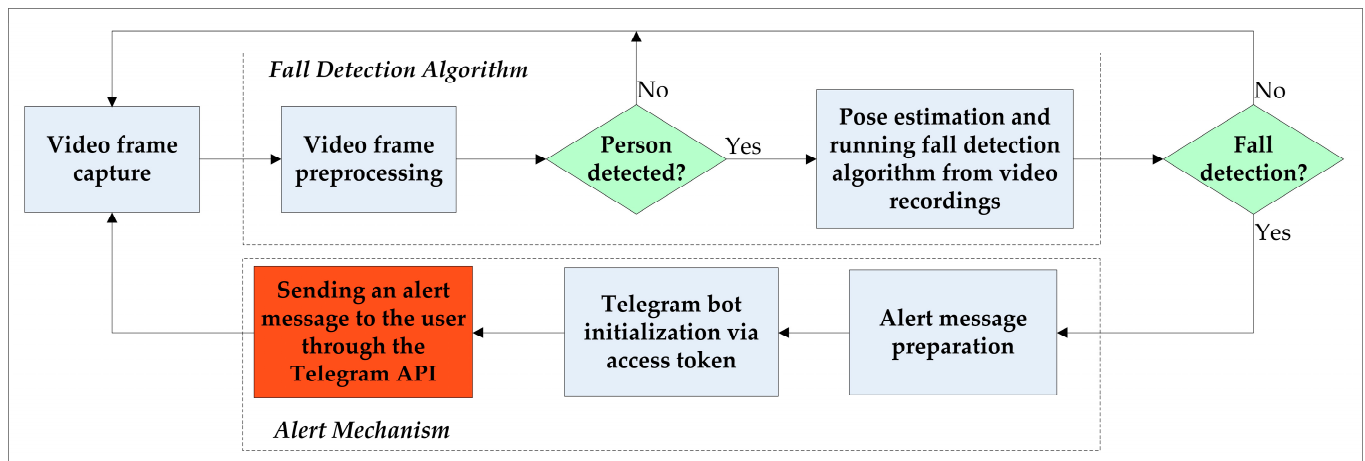 Fall Detection Algorithm
Video frame
capture
Video frame
preprocessing
Person
detected?
No
Yes
Pose estimation and
running fall detection
algorithm from video
recordings
Fall
detection?
No
Yes
Alert message
preparation
Telegram bot
initialization via
access token
Sending an alert
message to the user
through the
Telegram API
Alert Mechanism